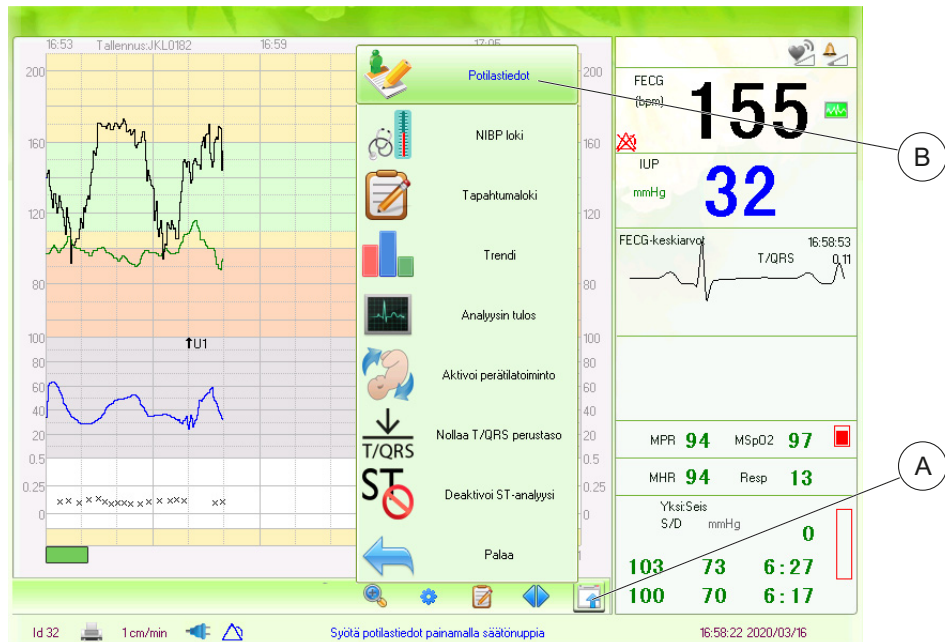 16:53 Tallennus:JKL0182 16:59 17:05
200 200
160 160
120 120
80 80
100 100
80 80
60 60
40 40
20 20
0.5 0.5
0.25 0.25
0 0
U1
Potilastiedot
NIBP loki
Tapahtumaloki
Trendi
Analyysin tulos
Aktivoi perätilatoiminto
T/QRS Nollaa T/QRS perustaso
ST Deaktivoi ST-analyysi
Palaa
FECG
(bpm) 155
IUP
mmHg 32
FECG-keskiarvot 16:58:53
T/QRS 0,11
MPR 94 MSpO2 97
MHR 94 Resp 13
Yksi:Seis
S/D mmHg 0
103 73 6:27
100 70 6:17
B
A
Id 32 1 cm/min Syötä potilastiedot painamalla säätönuppia 16:58:22 2020/03/16